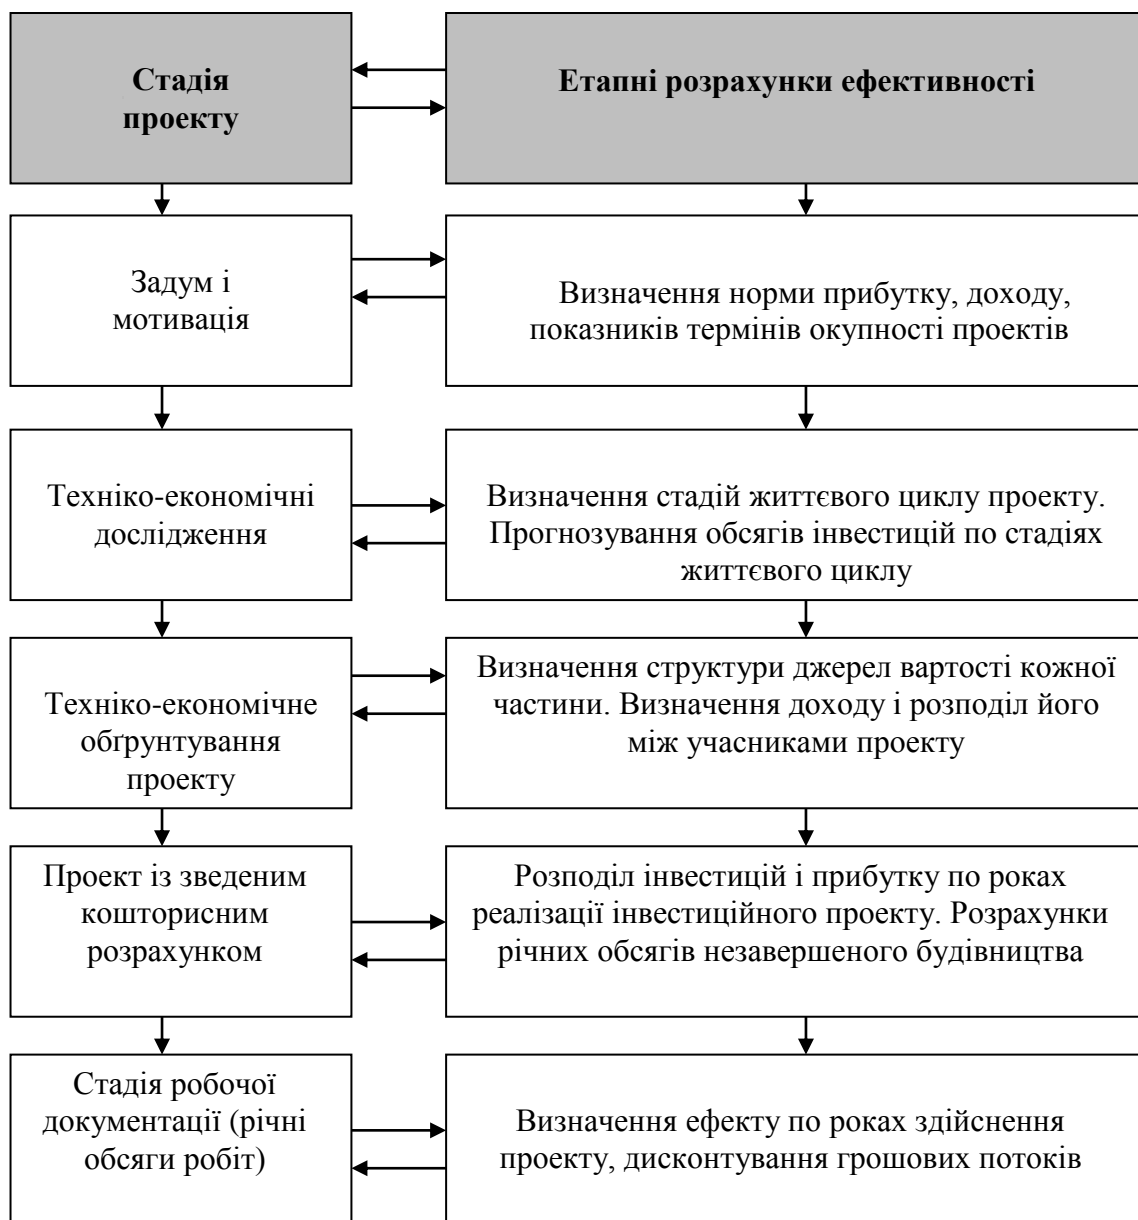 Стадія
проекту
Етапні розрахунки ефективності
Задум і
мотивація
Визначення норми прибутку, доходу,
показників термінів окупності проектів
Техніко-економічні
дослідження
Визначення стадій життєвого циклу проекту.
Прогнозування обсягів інвестицій по стадіях
життєвого циклу
Техніко-економічне
обґрунтування
проекту
Визначення структури джерел вартості кожної
частини. Визначення доходу і розподіл його
між учасниками проекту
Проект із зведеним
кошторисним
розрахунком
Розподіл інвестицій і прибутку по роках
реалізації інвестиційного проекту. Розрахунки
річних обсягів незавершеного будівництва
Стадія робочої
документації (річні
обсяги робіт)
Визначення ефекту по роках здійснення
проекту, дисконтування грошових потоків